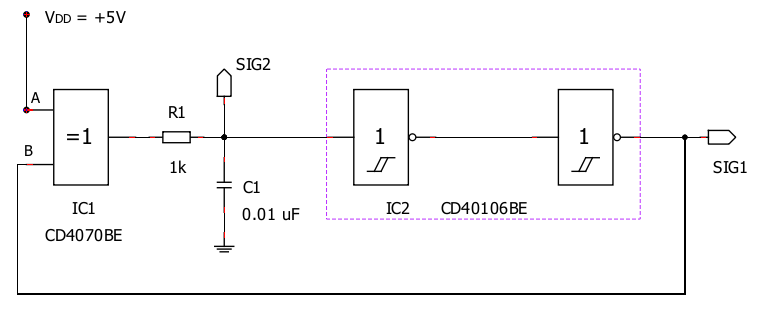 VDD = +5V
SIG2
A
R1
=1
1
1
B
1k
C1
SIG1
IC1
0.01 uF
IC2 CD40106BE
CD4070BE